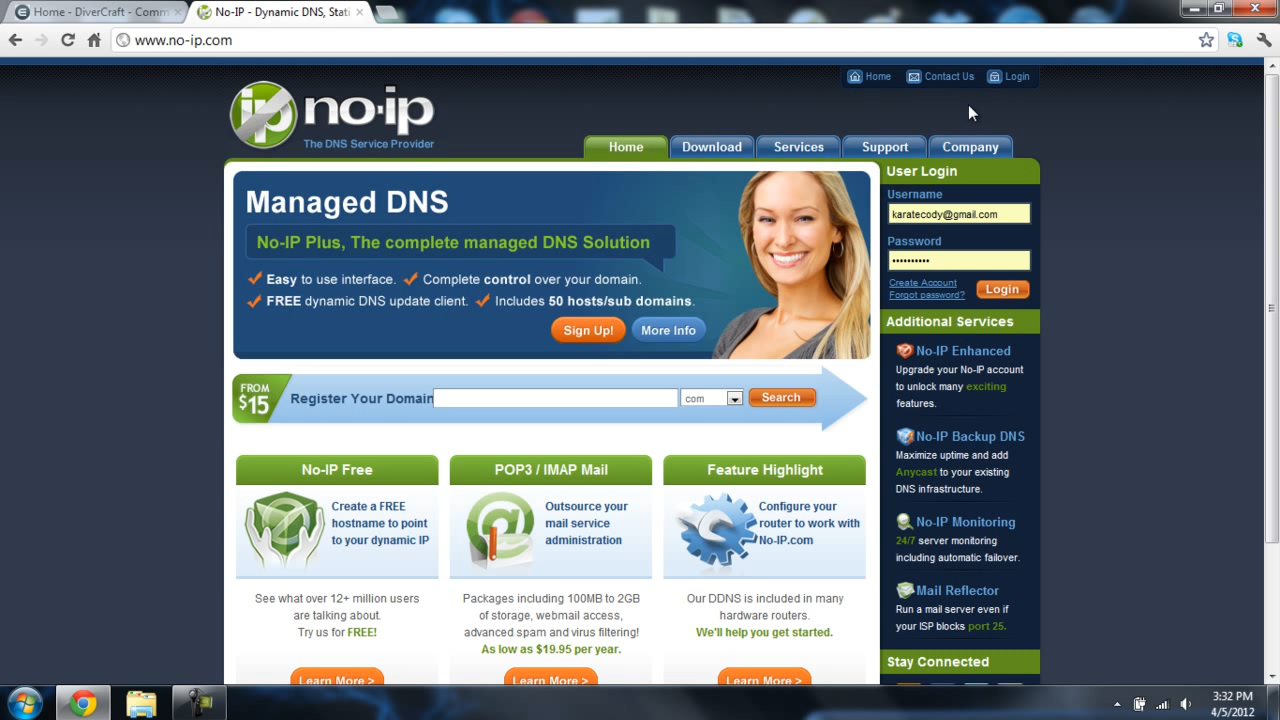 Home - DiverCraft - Comm
No-IP - Dynamic DNS, Stati
www.no-ip.com
Home
Contact Us
Login
ip no·ip
The DNS Service Provider
Home
Download
Services
Support
Company
Managed DNS
No-IP Plus, The complete managed DNS Solution
Easy to use interface. Complete control over your domain.
FREE dynamic DNS update client. Includes 50 hosts/sub domains.
Sign Up!
More Info
User Login
Username
karatecody@gmail.com
Password
••••••••••
Create Account
Forgot password?
Login
FROM
$15
Register Your Domain
com
Search
Additional Services
No-IP Enhanced
Upgrade your No-IP account
to unlock many exciting
features.
No-IP Backup DNS
Maximize uptime and add
Anycast to your existing
DNS infrastructure.
No-IP Monitoring
24/7 server monitoring
including automatic failover.
Mail Reflector
Run a mail server even if
your ISP blocks port 25.
Stay Connected
No-IP Free
Create a FREE
hostname to point
to your dynamic IP
See what over 12+ million users
are talking about.
Try us for FREE!
Learn More >
POP3 / IMAP Mail
Outsource your
mail service
administration
Packages including 100MB to 2GB
of storage, webmail access,
advanced spam and virus filtering!
As low as $19.95 per year.
Learn More >
Feature Highlight
Configure your
router to work with
No-IP.com
Our DDNS is included in many
hardware routers.
We'll help you get started.
Learn More >
3:32 PM
4/5/2012